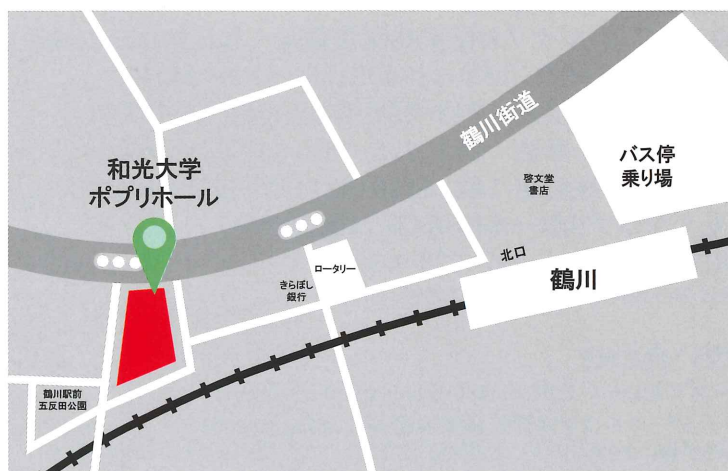 鶴川街道
和光大学
ポプリホール
バス停
乗り場
啓文堂
書店
北口
鶴川
ロータリー
きらぼし
銀行
鶴川駅前
五反田公園